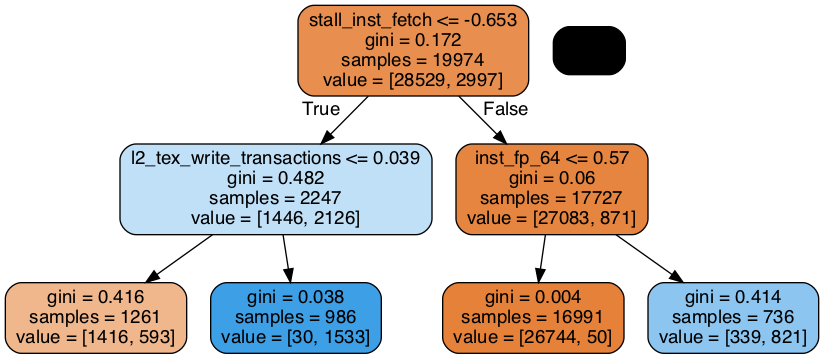 stall_inst_fetch <= -0.653
gini = 0.172
samples = 19974
value = [28529, 2997]
True
False
l2_tex_write_transactions <= 0.039
gini = 0.482
samples = 2247
value = [1446, 2126]
inst_fp_64 <= 0.57
gini = 0.06
samples = 17727
value = [27083, 871]
gini = 0.416
samples = 1261
value = [1416, 593]
gini = 0.038
samples = 986
value = [30, 1533]
gini = 0.004
samples = 16991
value = [26744, 50]
gini = 0.414
samples = 736
value = [339, 821]